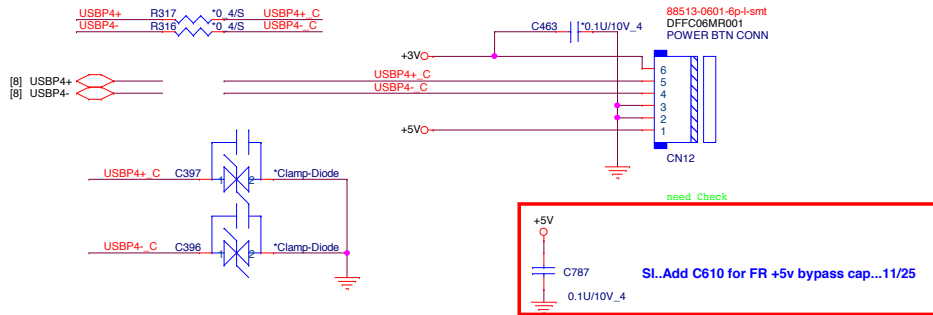 USBP4+ R317 *0_4/S USBP4+_C
USBP4- R316 *0_4/S USBP4-_C
88513-0601-6p-l-smt
DFFC06MR001
POWER BTN CONN
C463 *0.1U/10V_4
+3V
6
[8] USBP4+ USBP4+_C 5
[8] USBP4- USBP4-_C 4
3
2
+5V 1
CN12
USBP4+_C C397 1 2 *Clamp-Diode
USBP4-_C C396 1 2 *Clamp-Diode
need Check
+5V
C787
SI..Add C610 for FR +5v bypass cap...11/25
0.1U/10V_4